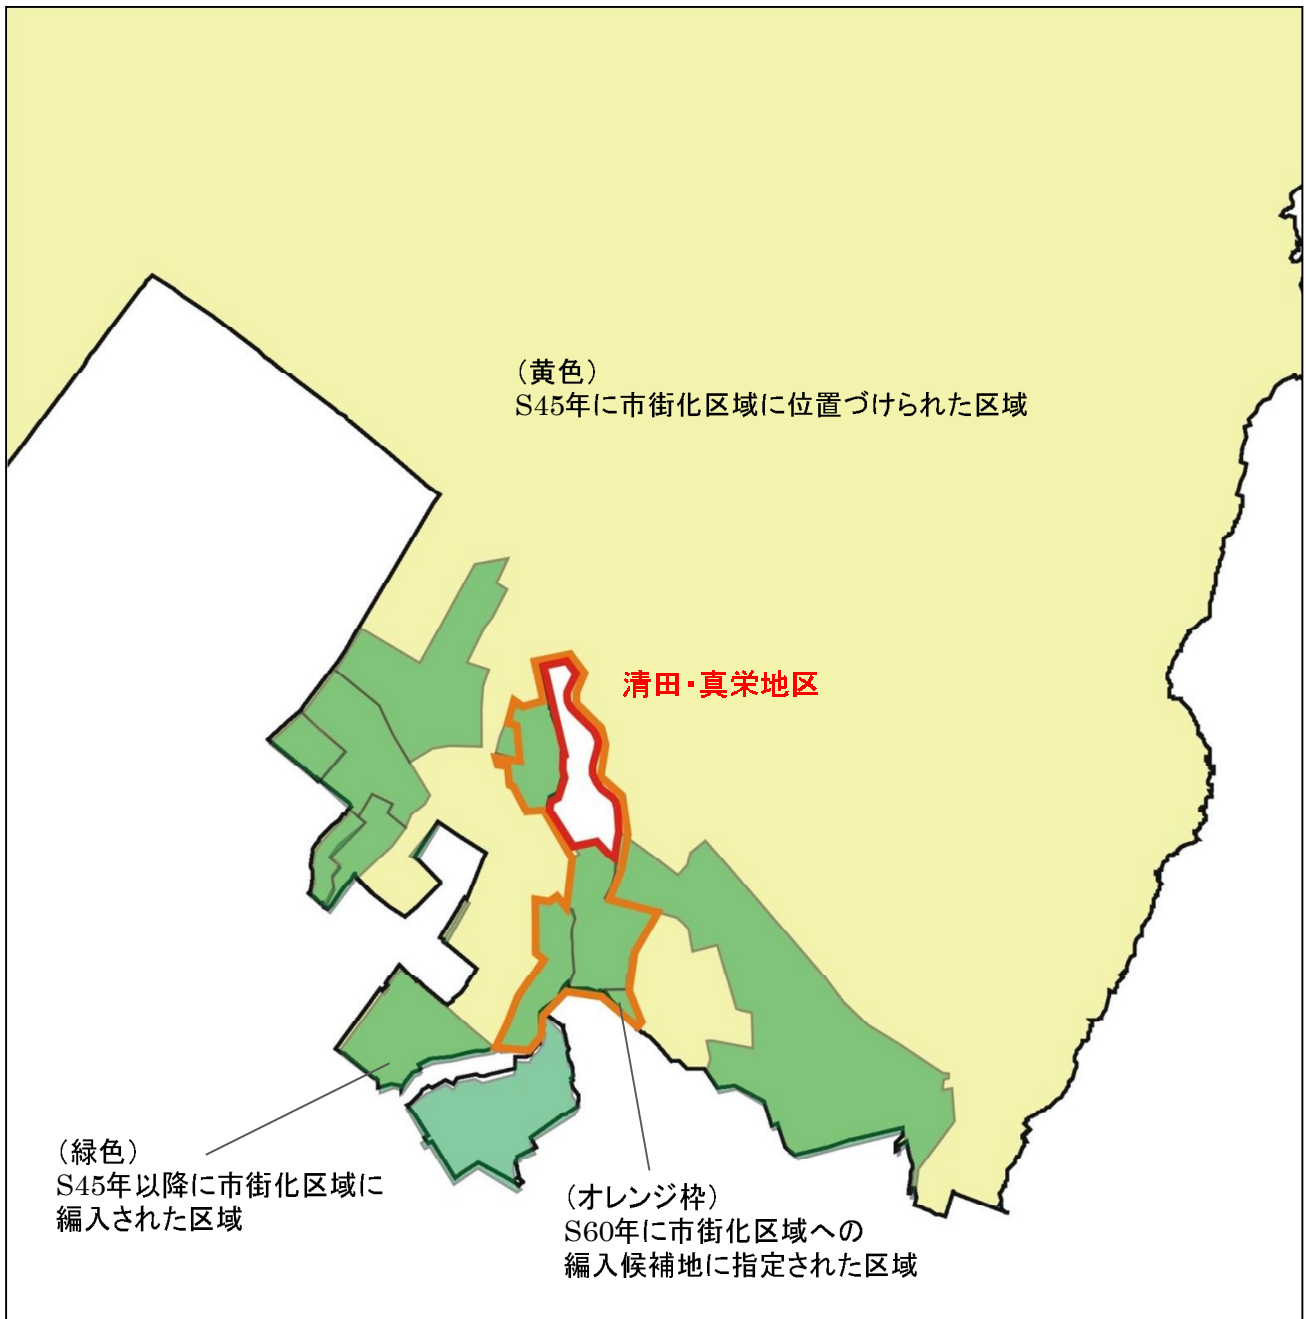 （黄色）
S45年に市街化区域に位置づけられた区域
清田・真栄地区
（緑色）
S45年以降に市街化区域に
編入された区域
（オレンジ枠）
S60年に市街化区域への
編入候補地に指定された区域